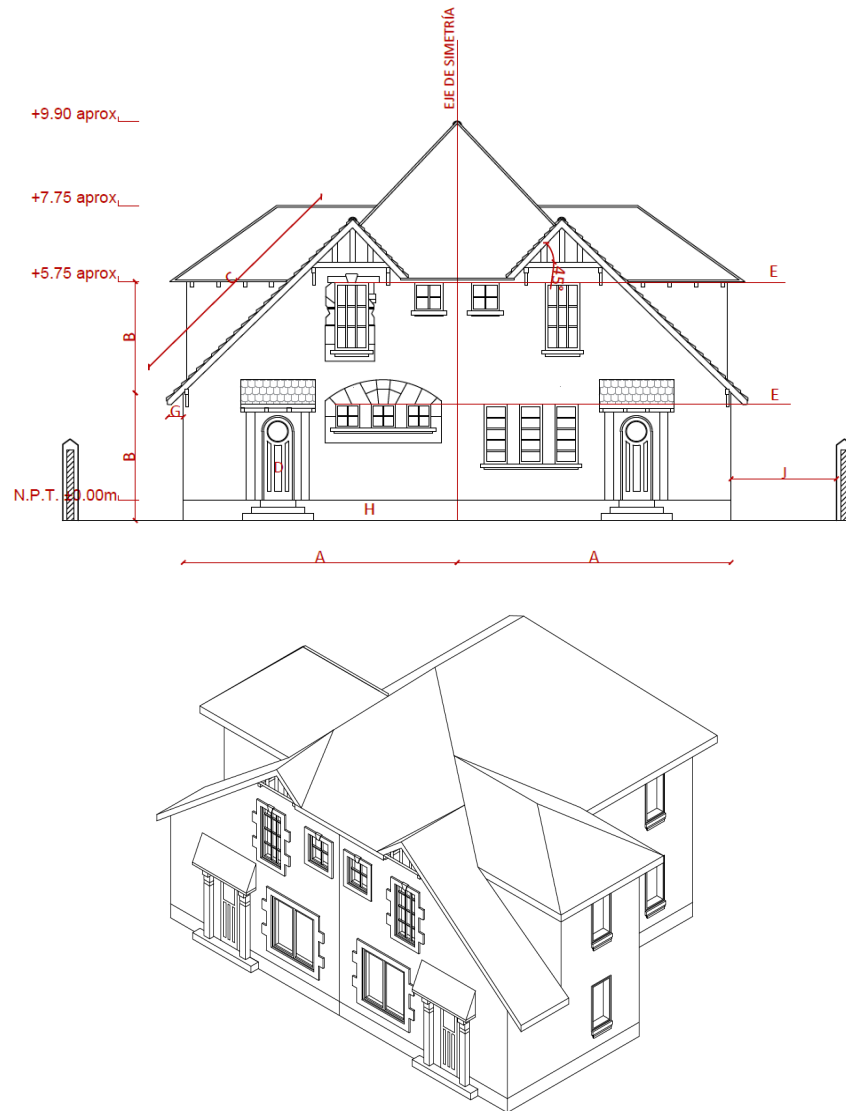 EJE DE SIMETRÍA
+9.90 aprox.
+7.75 aprox.
+5.75 aprox.
E
C
45°
B
E
G
D
B
J
N.P.T. ±0.00m
H
A
A